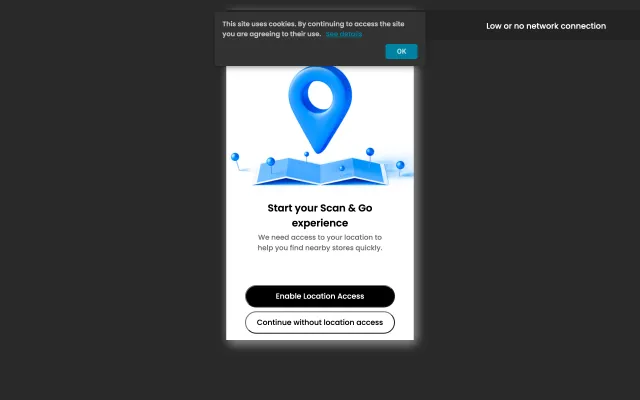 This site uses cookies. By continuing to access the site
you are agreeing to their use. See details
OK
Low or no network connection
Start your Scan & Go
experience
We need access to your location to
help you find nearby stores quickly.
Enable Location Access
Continue without location access